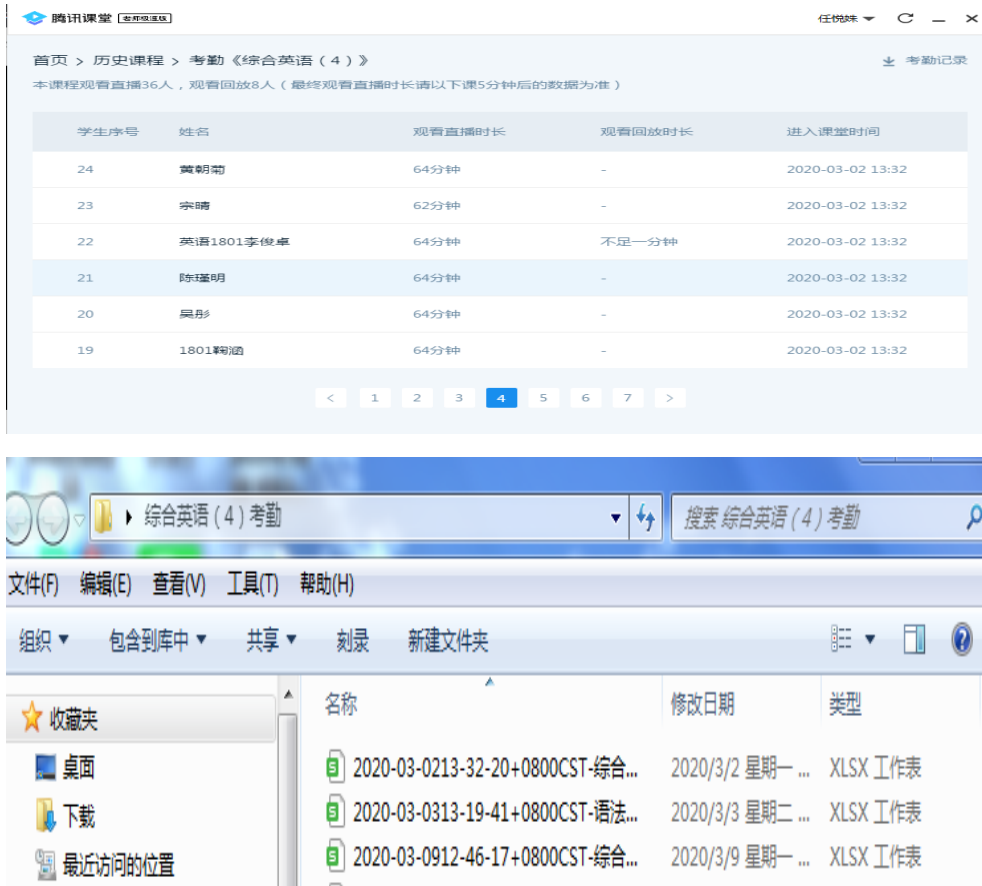 腾讯课堂 老师极速版 任悦姝
首页 > 历史课程 > 考勤《综合英语（4）》 考勤记录
本课程观看直播36人，观看回放8人（最终观看直播时长请以下课5分钟后的数据为准）
学生序号 姓名 观看直播时长 观看回放时长 进入课堂时间
24 黄朝菊 64分钟 - 2020-03-02 13:32
23 宗晴 62分钟 - 2020-03-02 13:32
22 英语1801李俊卓 64分钟 不足一分钟 2020-03-02 13:32
21 陈瑾明 64分钟 - 2020-03-02 13:32
20 吴彤 64分钟 - 2020-03-02 13:32
19 1801鞠涵 64分钟 - 2020-03-02 13:32
< 1 2 3 4 5 6 7 >
综合英语（4）考勤 搜索 综合英语（4）考勤
文件(F) 编辑(E) 查看(V) 工具(T) 帮助(H)
组织 包含到库中 共享 刻录 新建文件夹
收藏夹 名称 修改日期 类型
桌面 2020-03-0213-32-20+0800CST-综合... 2020/3/2 星期一 ... XLSX 工作表
下载 2020-03-0313-19-41+0800CST-语法... 2020/3/3 星期二 ... XLSX 工作表
最近访问的位置 2020-03-0912-46-17+0800CST-综合... 2020/3/9 星期一 ... XLSX 工作表